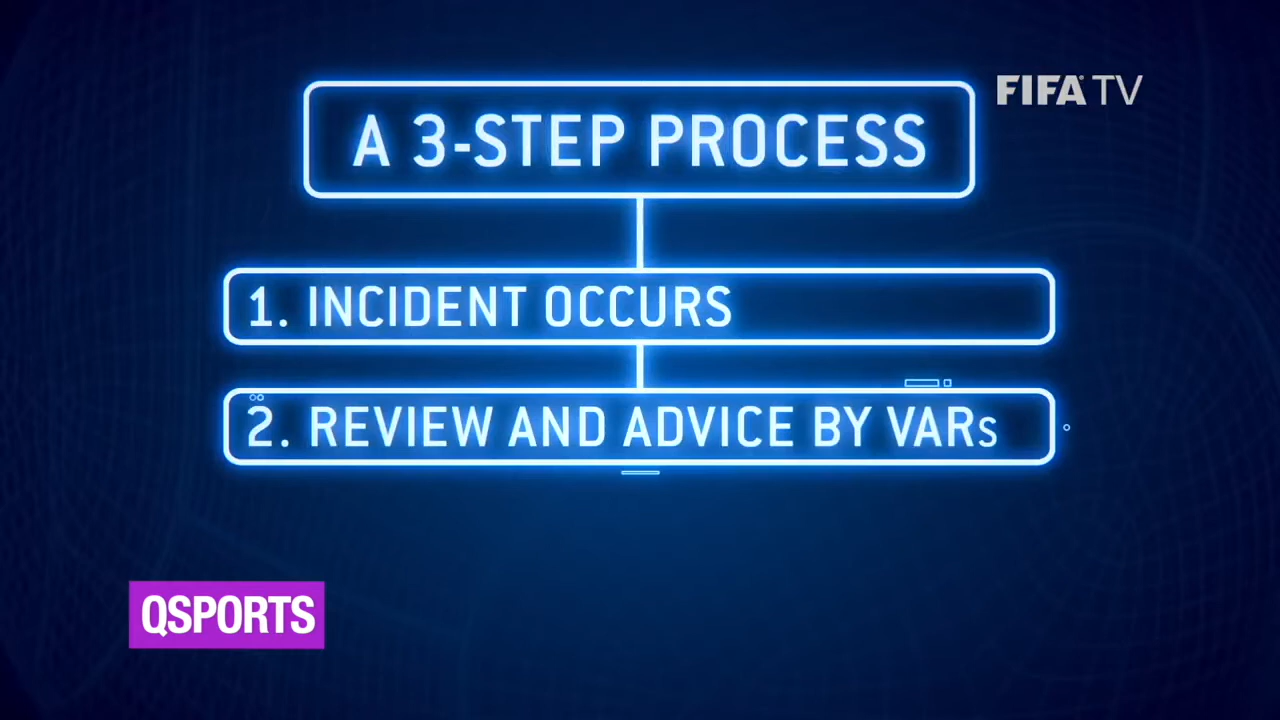 FIFA TV
A 3-STEP PROCESS
1. INCIDENT OCCURS
2. REVIEW AND ADVICE BY VARs
QSPORTS